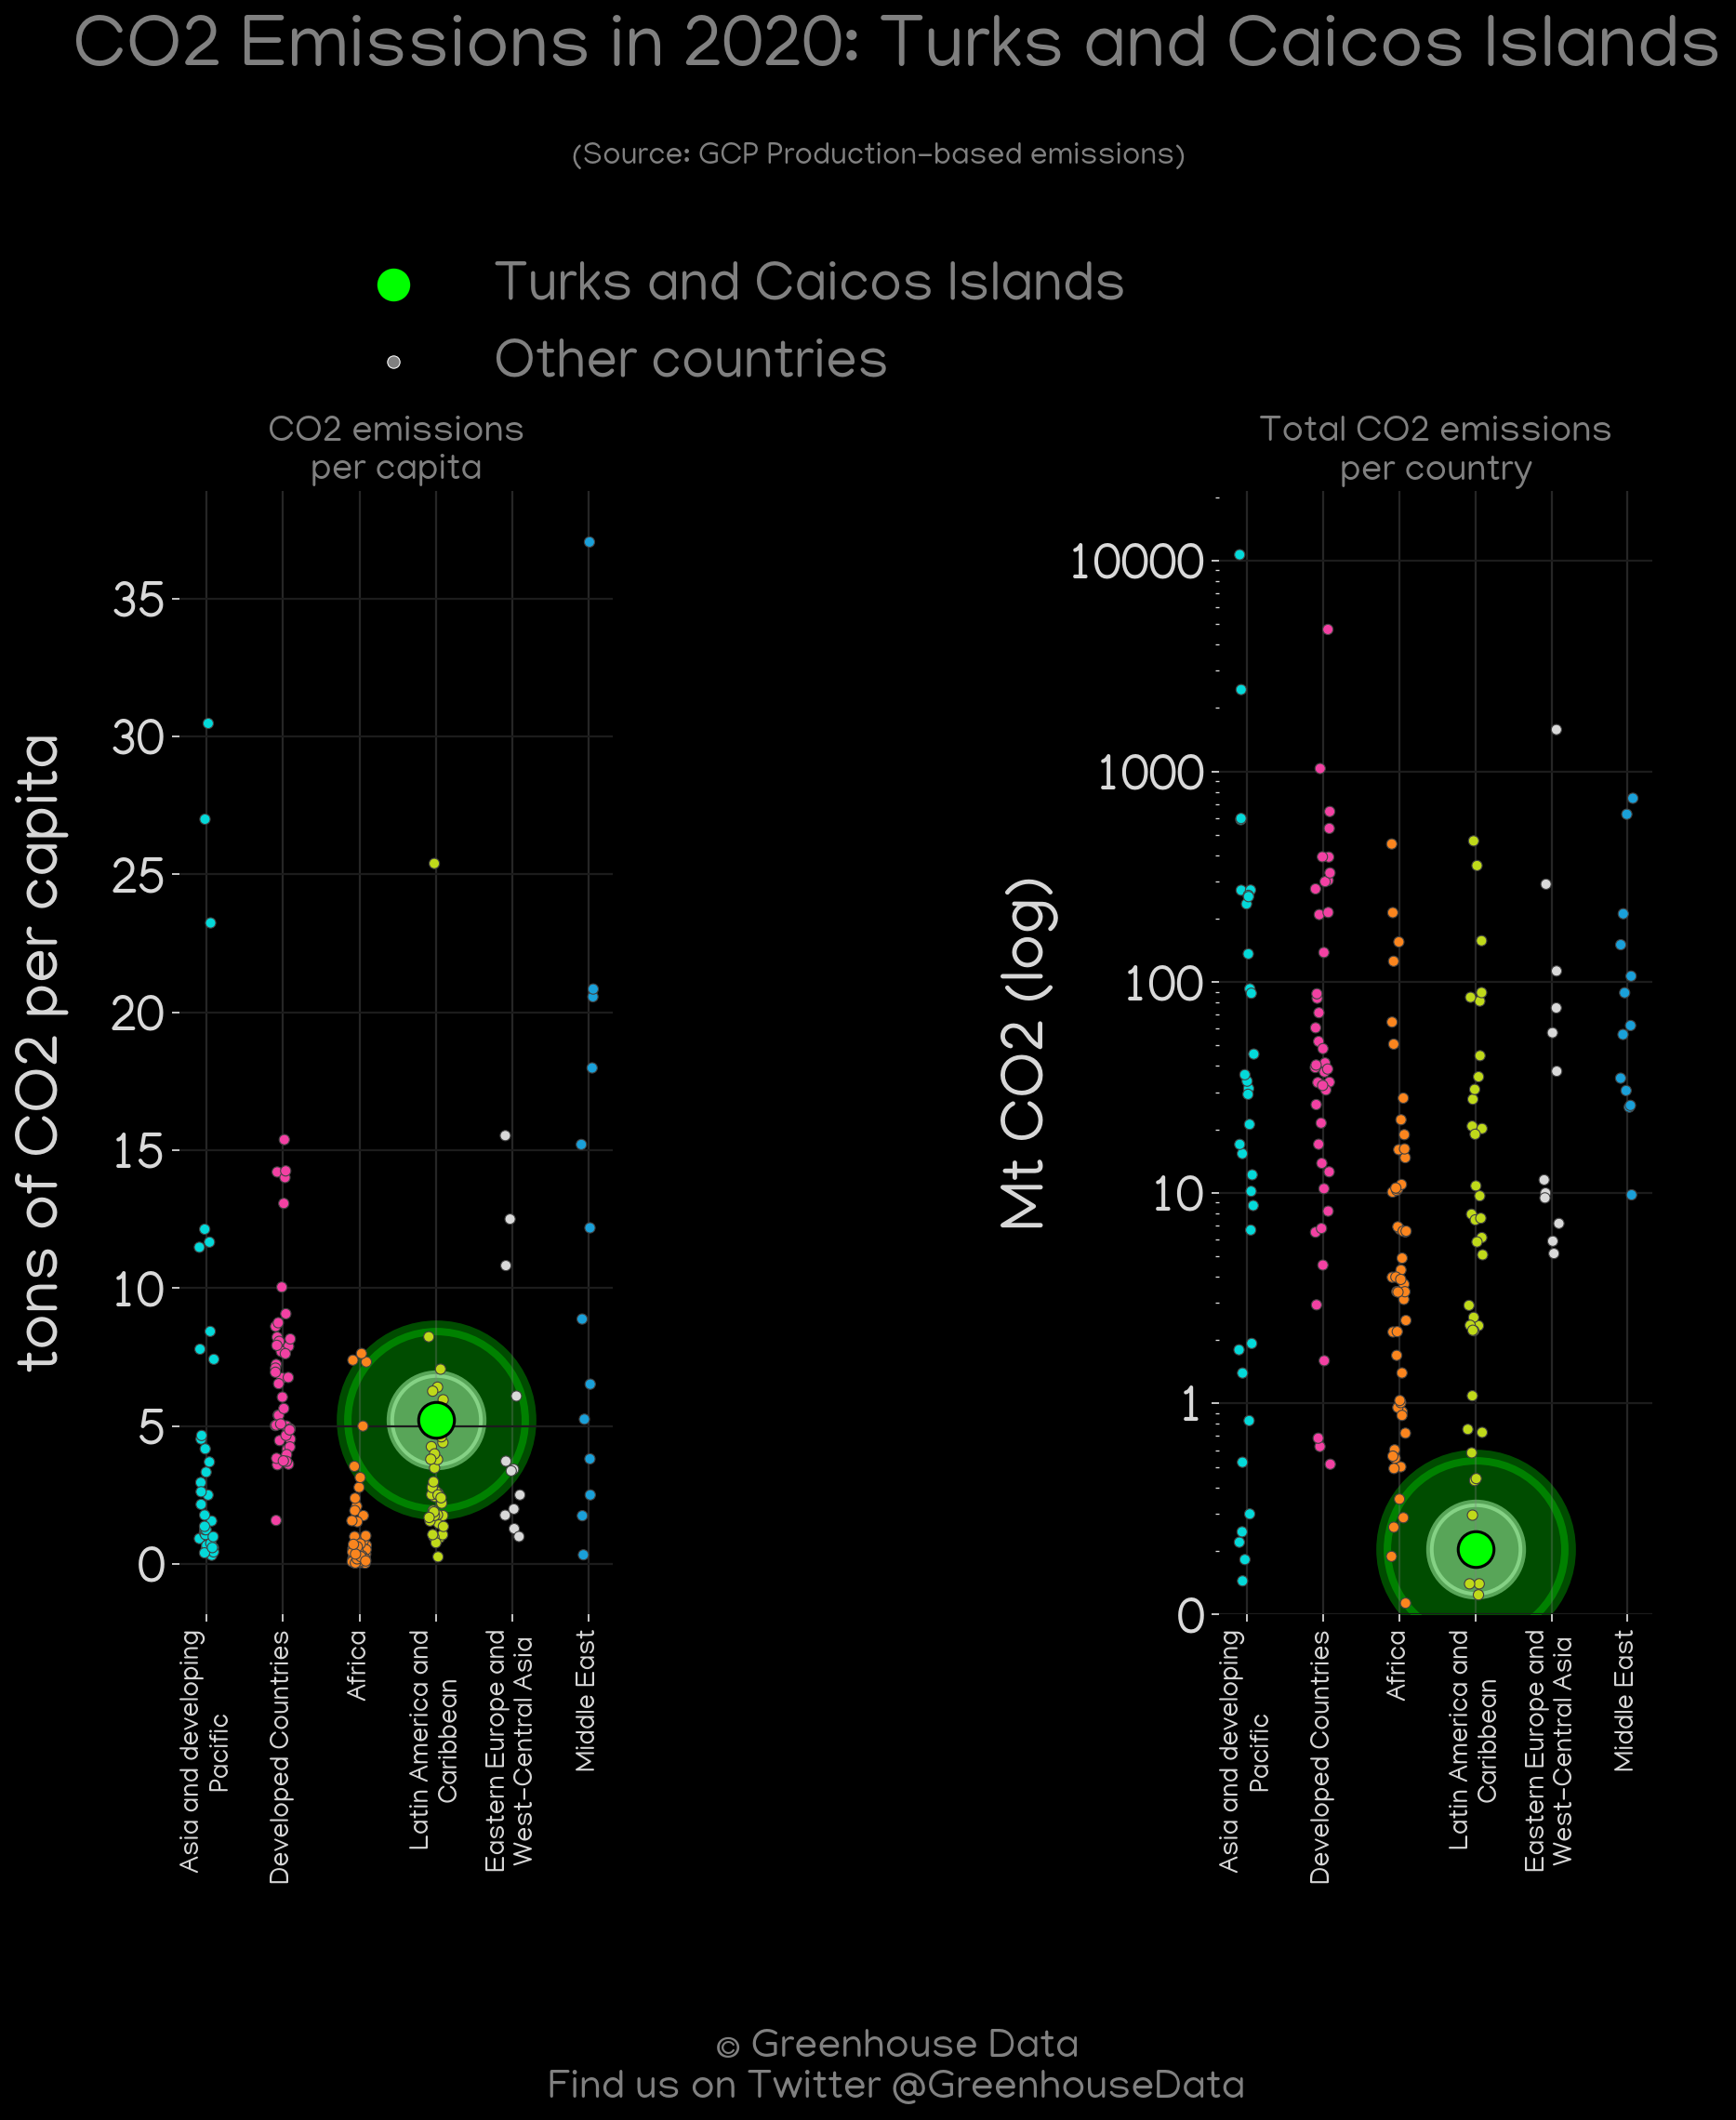 CO2 Emissions in 2020: Turks and Caicos Islands
(Source: GCP Production-based emissions)
Turks and Caicos Islands
Other countries
CO2 emissions
per capita
tons of CO2 per capita
35
30
25
20
15
10
5
0
Asia and developing
Pacific
Developed Countries
Africa
Latin America and
Caribbean
Eastern Europe and
West-Central Asia
Middle East
Total CO2 emissions
per country
Mt CO2 (log)
10000
1000
100
10
1
0
Asia and developing
Pacific
Developed Countries
Africa
Latin America and
Caribbean
Eastern Europe and
West-Central Asia
Middle East
© Greenhouse Data
Find us on Twitter @GreenhouseData